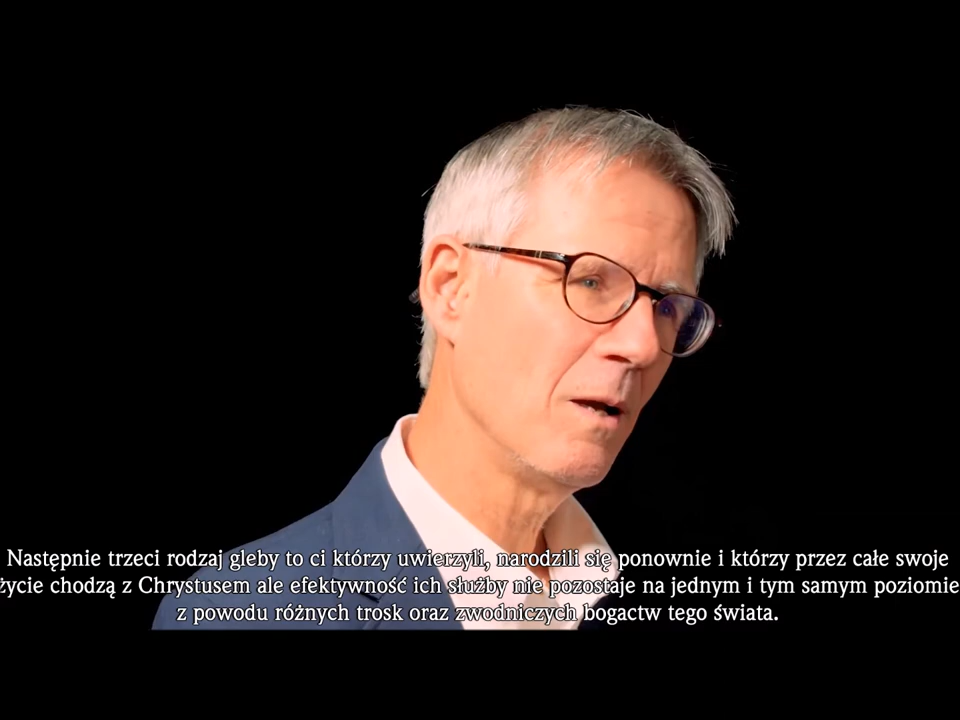 Następnie trzeci rodzaj gleby to ci którzy uwierzyli, narodzili się ponownie i którzy przez całe swoje
życie chodzą z Chrystusem ale efektywność ich służby nie pozostaje na jednym i tym samym poziomie
z powodu różnych trosk oraz zwodniczych bogactw tego świata.